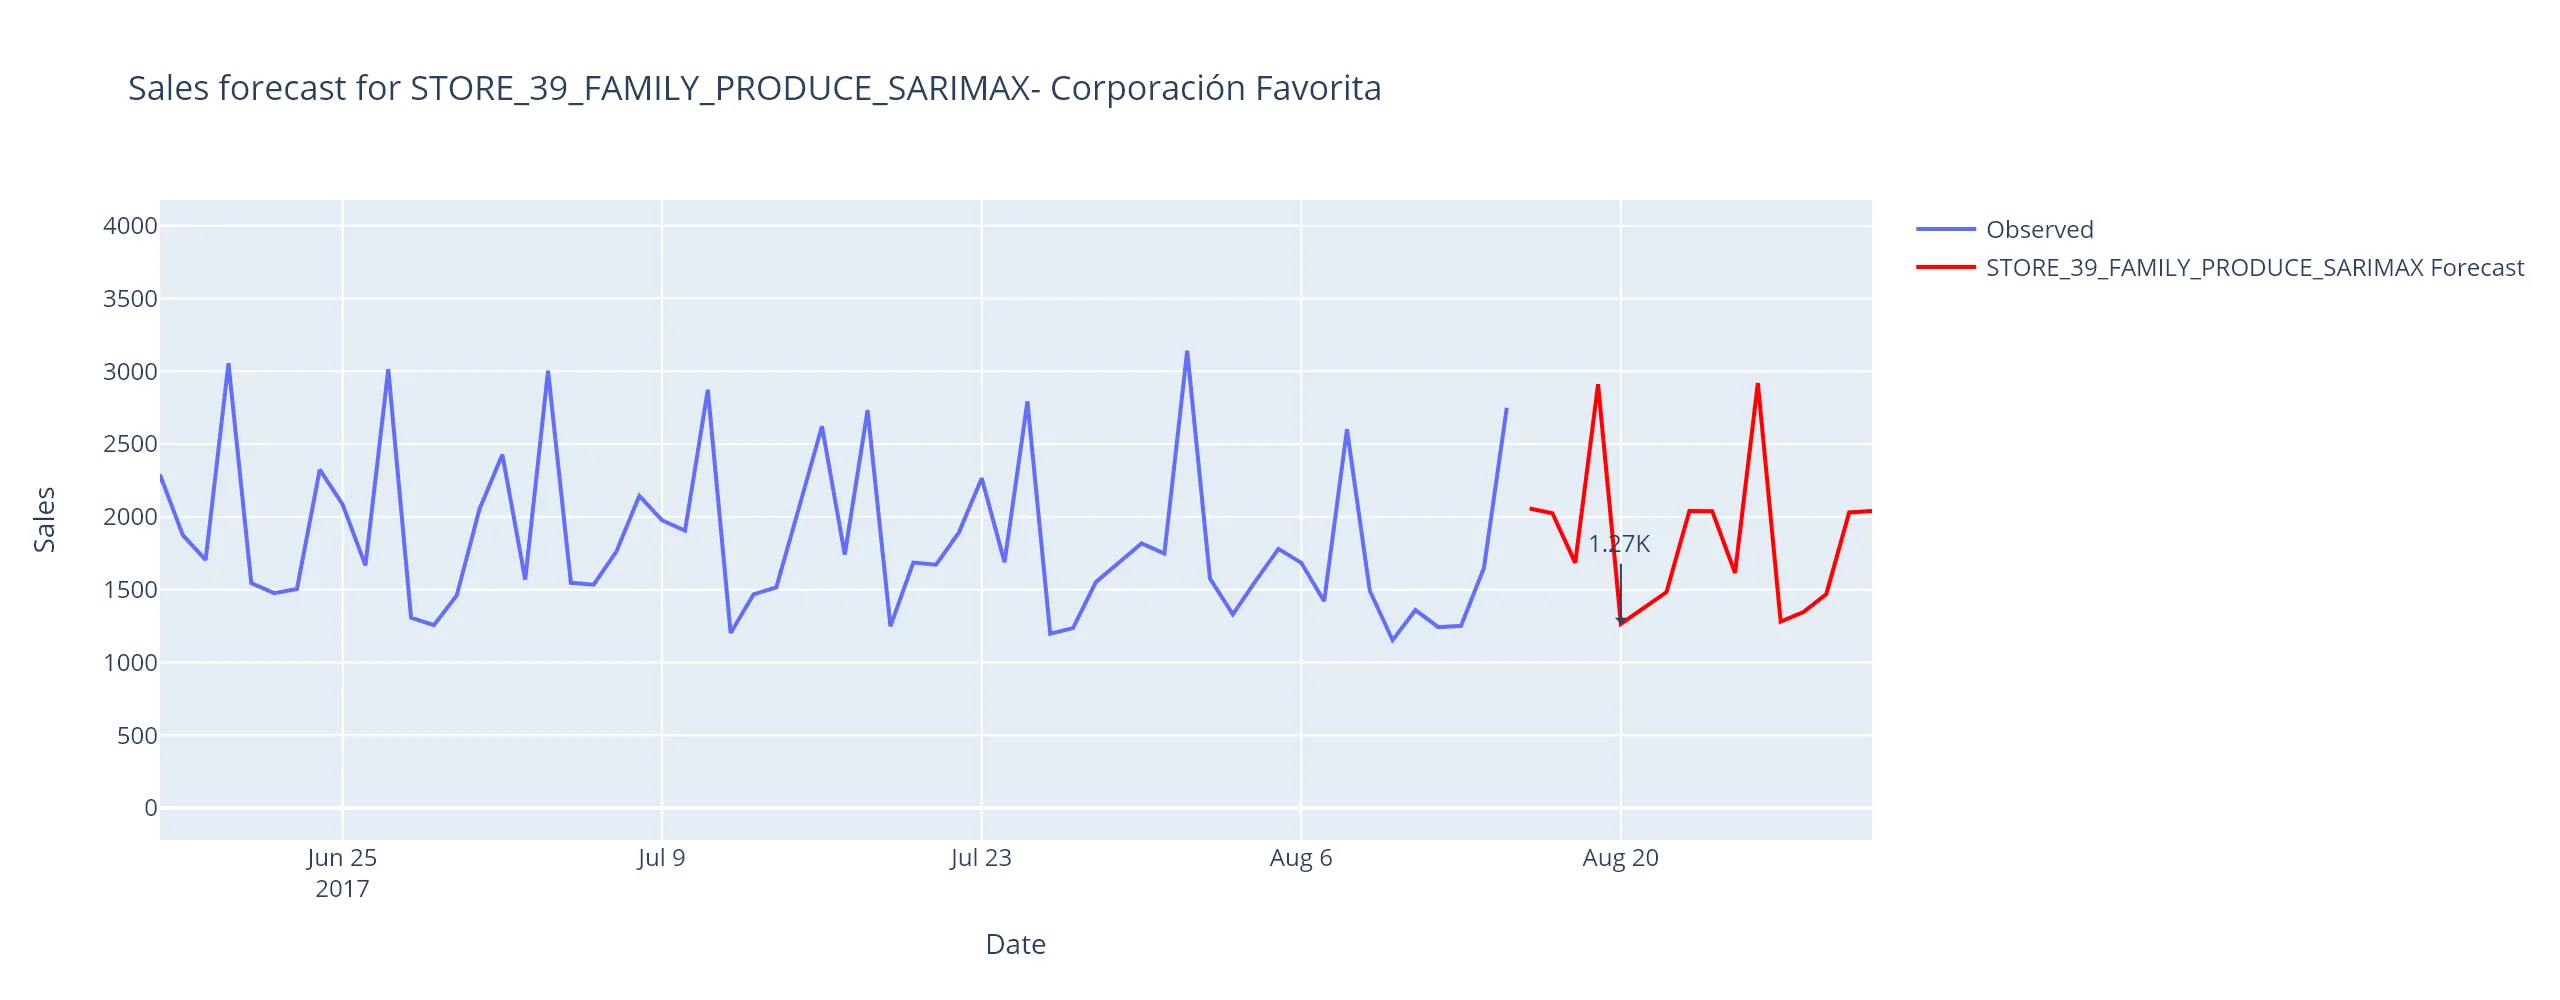 Sales forecast for STORE_39_FAMILY_PRODUCE_SARIMAX- Corporación Favorita
Observed
STORE_39_FAMILY_PRODUCE_SARIMAX Forecast
4000
3500
3000
2500
2000
1500
1000
500
0
Sales
1.27K
Jun 25
2017
Jul 9
Jul 23
Aug 6
Aug 20
Date